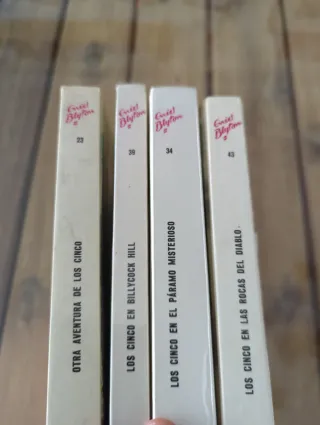 Enid
Blyton
22
OTRA AVENTURA DE LOS CINCO
Enid
Blyton
39
LOS CINCO EN BILLYCOCK HILL
Enid
Blyton
34
LOS CINCO EN EL PÁRAMO MISTERIOSO
Enid
Blyton
43
LOS CINCO EN LAS ROCAS DEL DIABLO